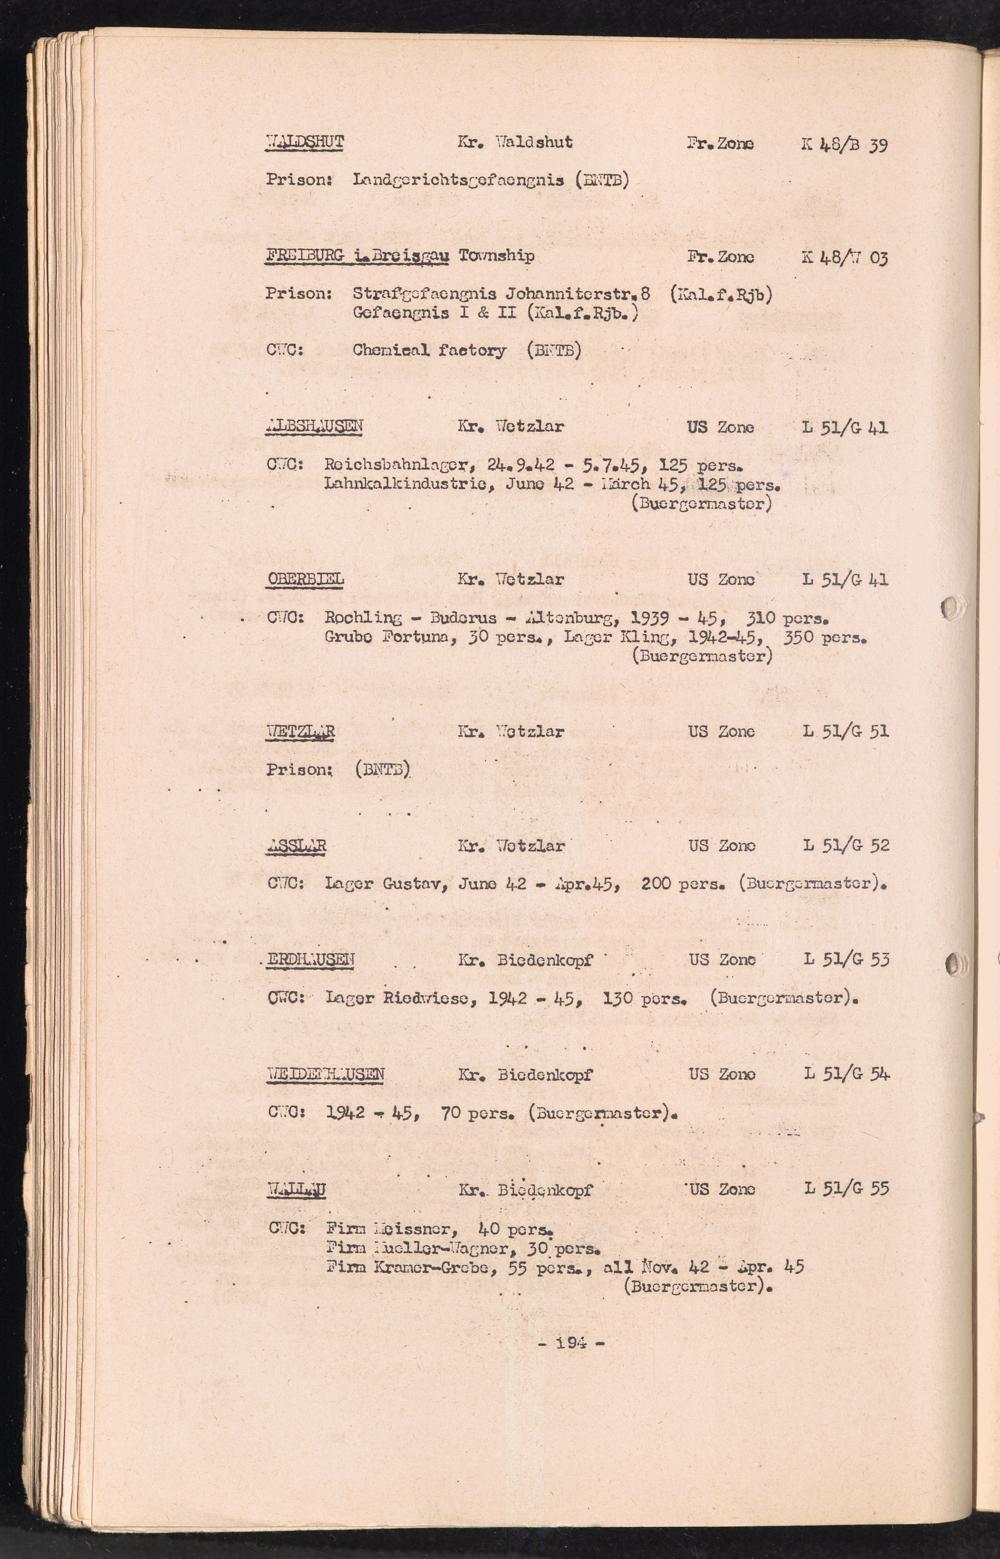 WALDSHUT Kr. Waldshut Fr.Zone K 48/B 39
Prison: Landgerichtsgefaengnis (BNTB)
FREIBURG i.Breisgau Township Fr.Zone K 48/W 03
Prison: Strafgefaengnis Johanniterstr.8 (Kal.f.Rjb)
Gefaengnis I & II (Kal.f.Rjb.)
CWC: Chemical factory (BNTB)
ALBSHAUSEN Kr. Wetzlar US Zone L 51/G 41
CWC: Reichsbahnlager, 24.9.42 - 5.7.45, 125 pers.
Lahnkalkindustrie, June 42 - March 45, 125 pers.
(Buergermaster)
OBERBIEL Kr. Wetzlar US Zone L 51/G 41
CWC: Rochling - Buderus - Altenburg, 1939 - 45, 310 pers.
Grube Fortuna, 30 pers., Lager Kling, 1942-45, 350 pers.
(Buergermaster)
WETZLAR Kr. Wetzlar US Zone L 51/G 51
Prison: (BNTB)
ASSLAR Kr. Wetzlar US Zone L 51/G 52
CWC: Lager Gustav, June 42 - Apr.45, 200 pers. (Buergermaster).
ERDHAUSEN Kr. Biedenkopf US Zone L 51/G 53
CWC: Lager Riedwiese, 1942 - 45, 130 pers. (Buergermaster).
WEIDENHAUSEN Kr. Biedenkopf US Zone L 51/G 54
CWC: 1942 - 45, 70 pers. (Buergermaster).
WALLAU Kr. Biedenkopf US Zone L 51/G 55
CWC: Firm Meissner, 40 pers.
Firm Mueller-Wagner, 30 pers.
Firm Kramer-Grebe, 55 pers., all Nov. 42 - Apr. 45
(Buergermaster).
- 194 -